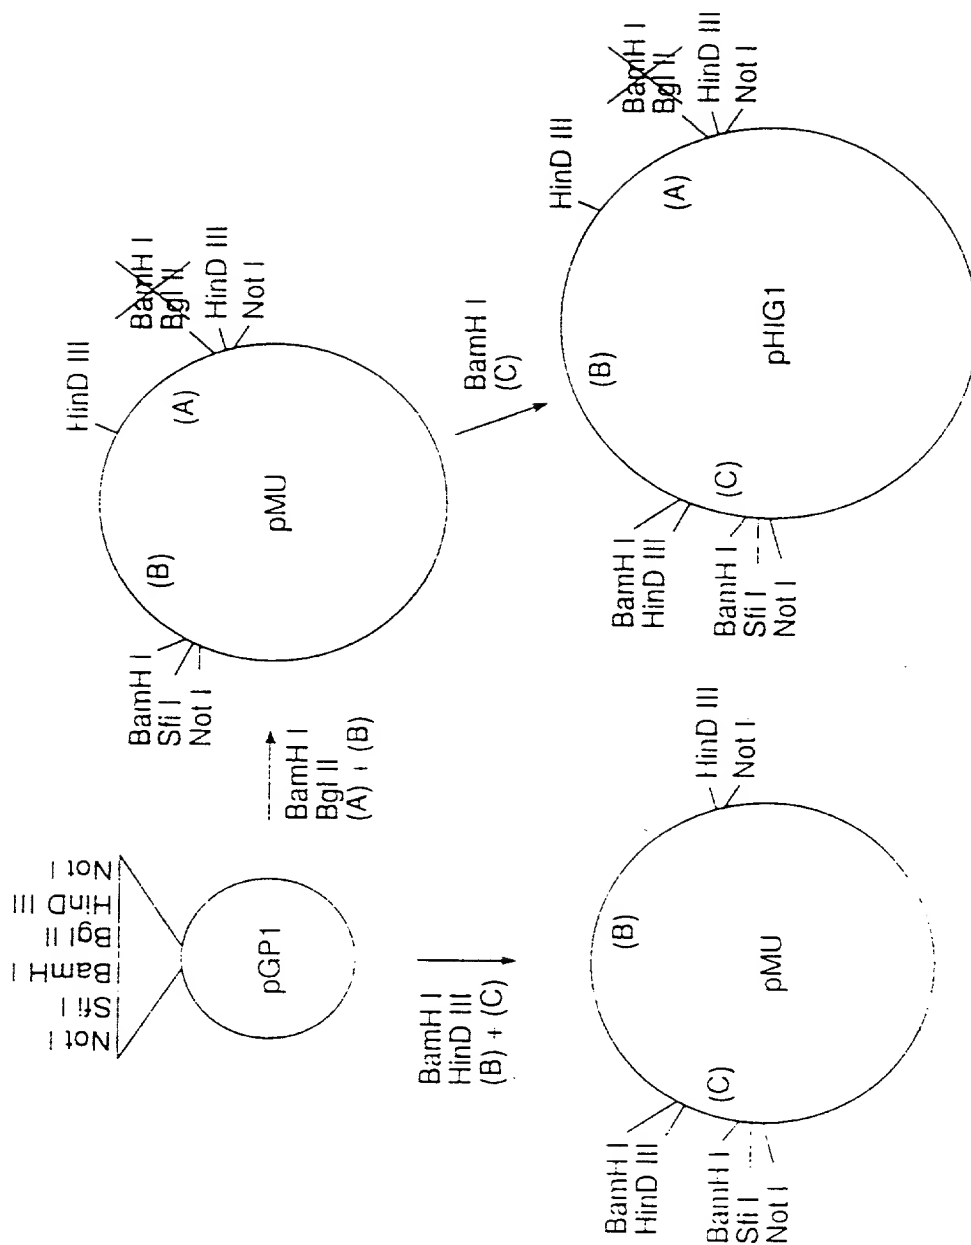 Not I
Sfi I
BamH I
Bgl II
HinD III
Not I
pGP1
BamH I
Bgl II
(A) + (B)
BamH I
Sfi I
Not I
(B)
pMU
(A)
HinD III
BamH I
Bgl II
HinD III
Not I
BamH I
HinD III
(B) + (C)
BamH I
(C)
BamH I
HinD III
BamH I
Sfi I
Not I
(C)
(B)
pMU
HinD III
Not I
BamH I
HinD III
BamH I
Sfi I
Not I
(C)
(B)
(A)
pHIG1
HinD III
BamH I
Bgl II
HinD III
Not I